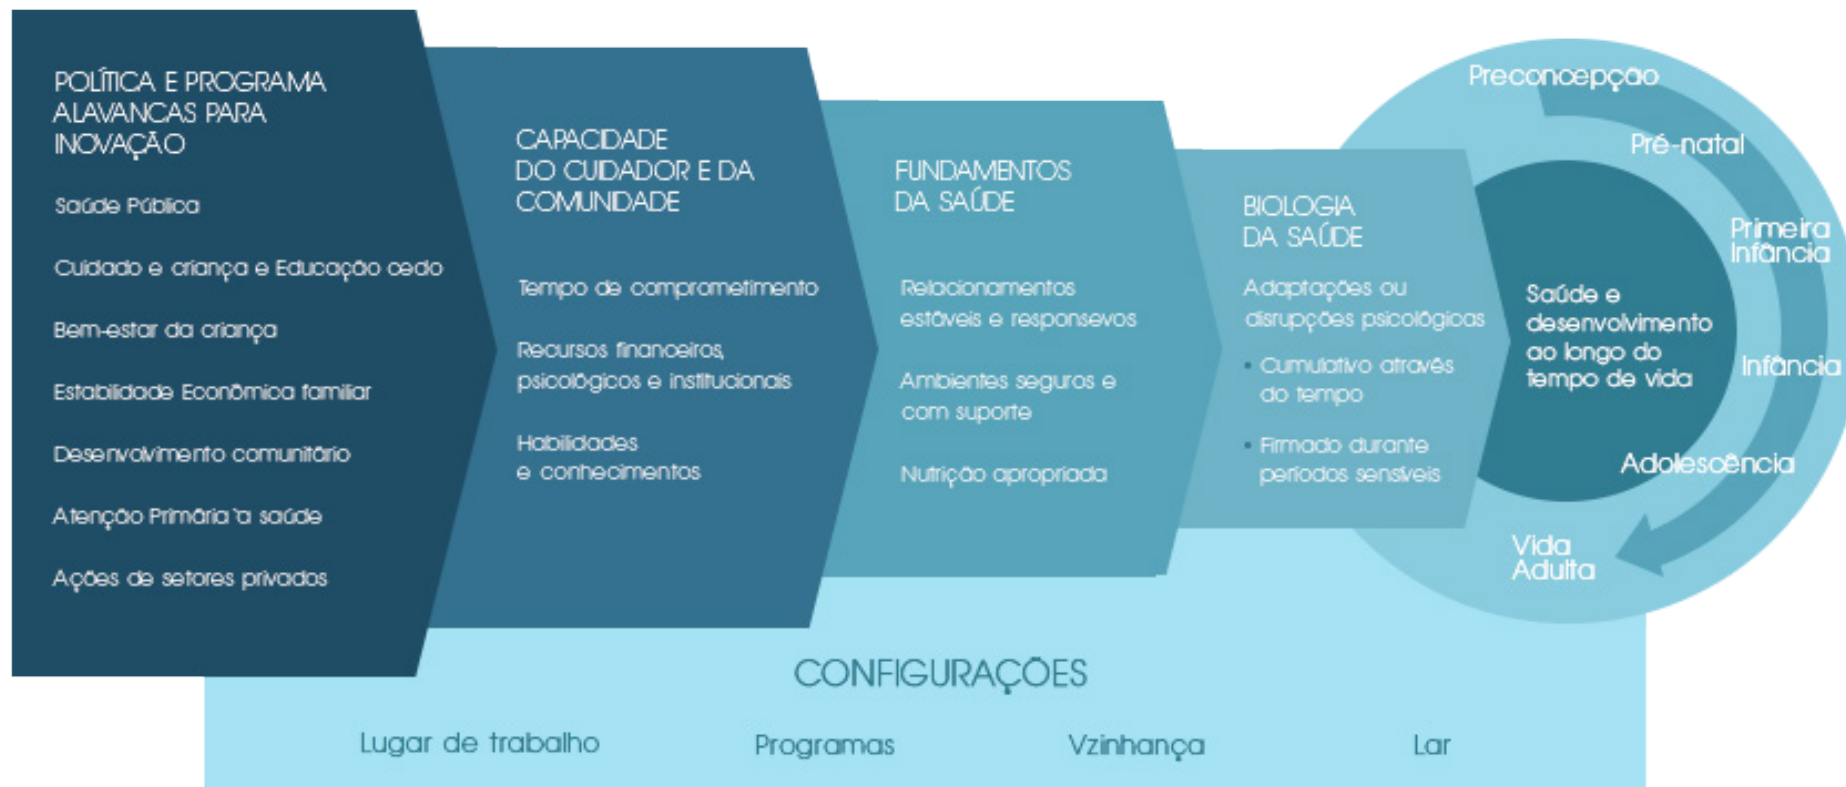 POLÍTICA E PROGRAMA
ALAVANCAS PARA
INOVAÇÃO
Saúde Pública
Cuidado e criança e Educação cedo
Bem-estar da criança
Estabilidade Econômica familiar
Desenvolvimento comunitário
Atenção Primária 'a saúde
Ações de setores privados
CAPACIDADE
DO CUIDADOR E DA
COMUNIDADE
Tempo de comprometimento
Recursos financeiros,
psicológicos e institucionais
Habilidades
e conhecimentos
FUNDAMENTOS
DA SAÚDE
Relacionamentos
estáveis e responsevos
Ambientes seguros e
com suporte
Nutrição apropriada
BIOLOGIA
DA SAÚDE
Adaptações ou
disrupções psicológicas
• Cumulativo através
do tempo
• Firmado durante
períodos sensíveis
Saúde e
desenvolvimento
ao longo do
tempo de vida
Preconcepção
Pré-natal
Primeira
Infância
Infância
Adolescência
Vida
Adulta
CONFIGURAÇÕES
Lugar de trabalho
Programas
Vzinhança
Lar